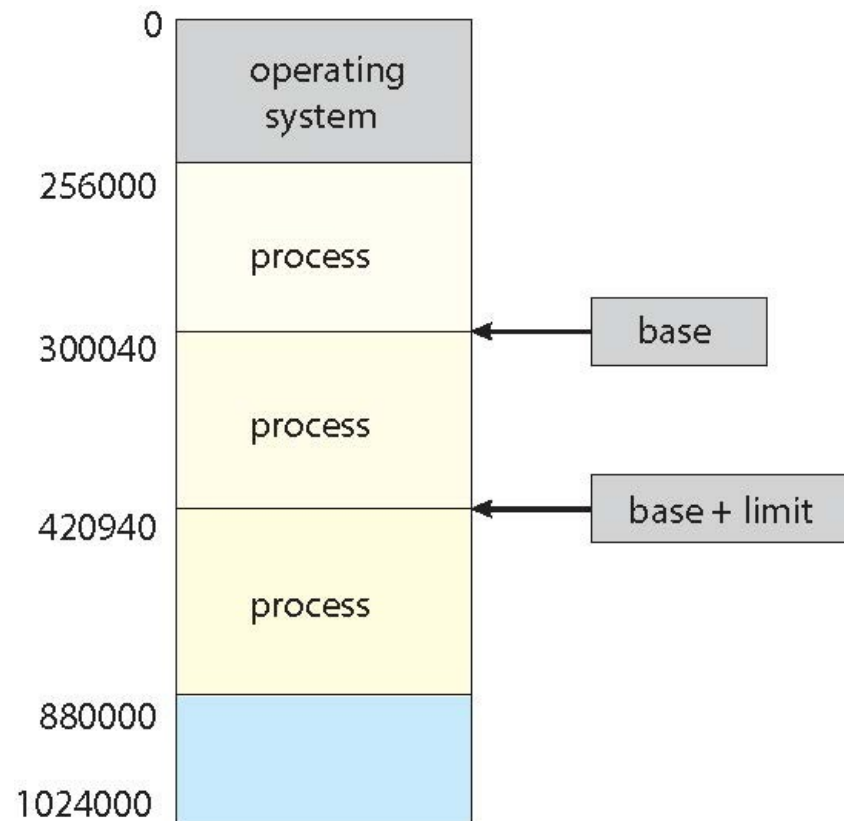 0
operating
system
256000
process
base
300040
process
base + limit
420940
process
880000
1024000